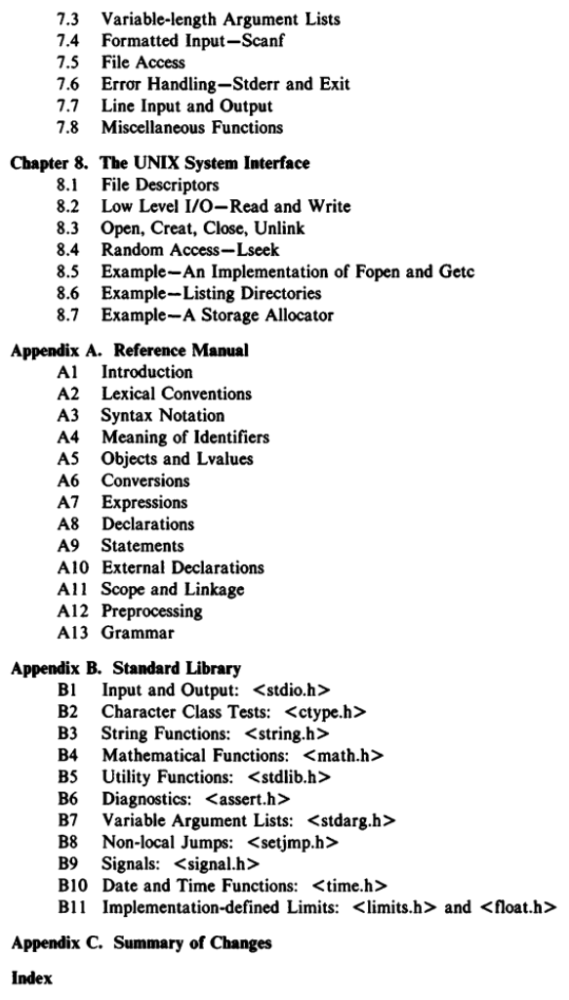 7.3 Variable-length Argument Lists
7.4 Formatted Input—Scanf
7.5 File Access
7.6 Error Handling—Stderr and Exit
7.7 Line Input and Output
7.8 Miscellaneous Functions
Chapter 8. The UNIX System Interface
8.1 File Descriptors
8.2 Low Level I/O—Read and Write
8.3 Open, Creat, Close, Unlink
8.4 Random Access—Lseek
8.5 Example—An Implementation of Fopen and Getc
8.6 Example—Listing Directories
8.7 Example—A Storage Allocator
Appendix A. Reference Manual
A1 Introduction
A2 Lexical Conventions
A3 Syntax Notation
A4 Meaning of Identifiers
A5 Objects and Lvalues
A6 Conversions
A7 Expressions
A8 Declarations
A9 Statements
A10 External Declarations
A11 Scope and Linkage
A12 Preprocessing
A13 Grammar
Appendix B. Standard Library
B1 Input and Output: <stdio.h>
B2 Character Class Tests: <ctype.h>
B3 String Functions: <string.h>
B4 Mathematical Functions: <math.h>
B5 Utility Functions: <stdlib.h>
B6 Diagnostics: <assert.h>
B7 Variable Argument Lists: <stdarg.h>
B8 Non-local Jumps: <setjmp.h>
B9 Signals: <signal.h>
B10 Date and Time Functions: <time.h>
B11 Implementation-defined Limits: <limits.h> and <float.h>
Appendix C. Summary of Changes
Index